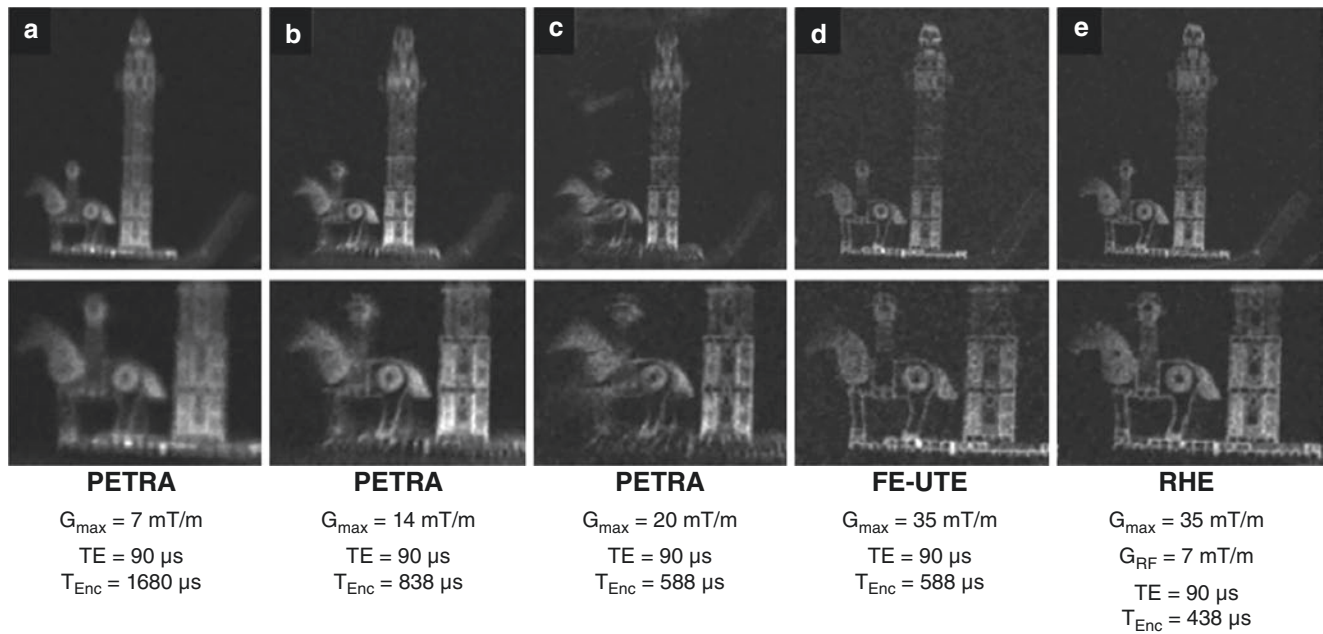 a
b
c
d
e
PETRA
G_max = 7 mT/m
TE = 90 µs
T_Enc = 1680 µs
PETRA
G_max = 14 mT/m
TE = 90 µs
T_Enc = 838 µs
PETRA
G_max = 20 mT/m
TE = 90 µs
T_Enc = 588 µs
FE-UTE
G_max = 35 mT/m
TE = 90 µs
T_Enc = 588 µs
RHE
G_max = 35 mT/m
G_RF = 7 mT/m
TE = 90 µs
T_Enc = 438 µs